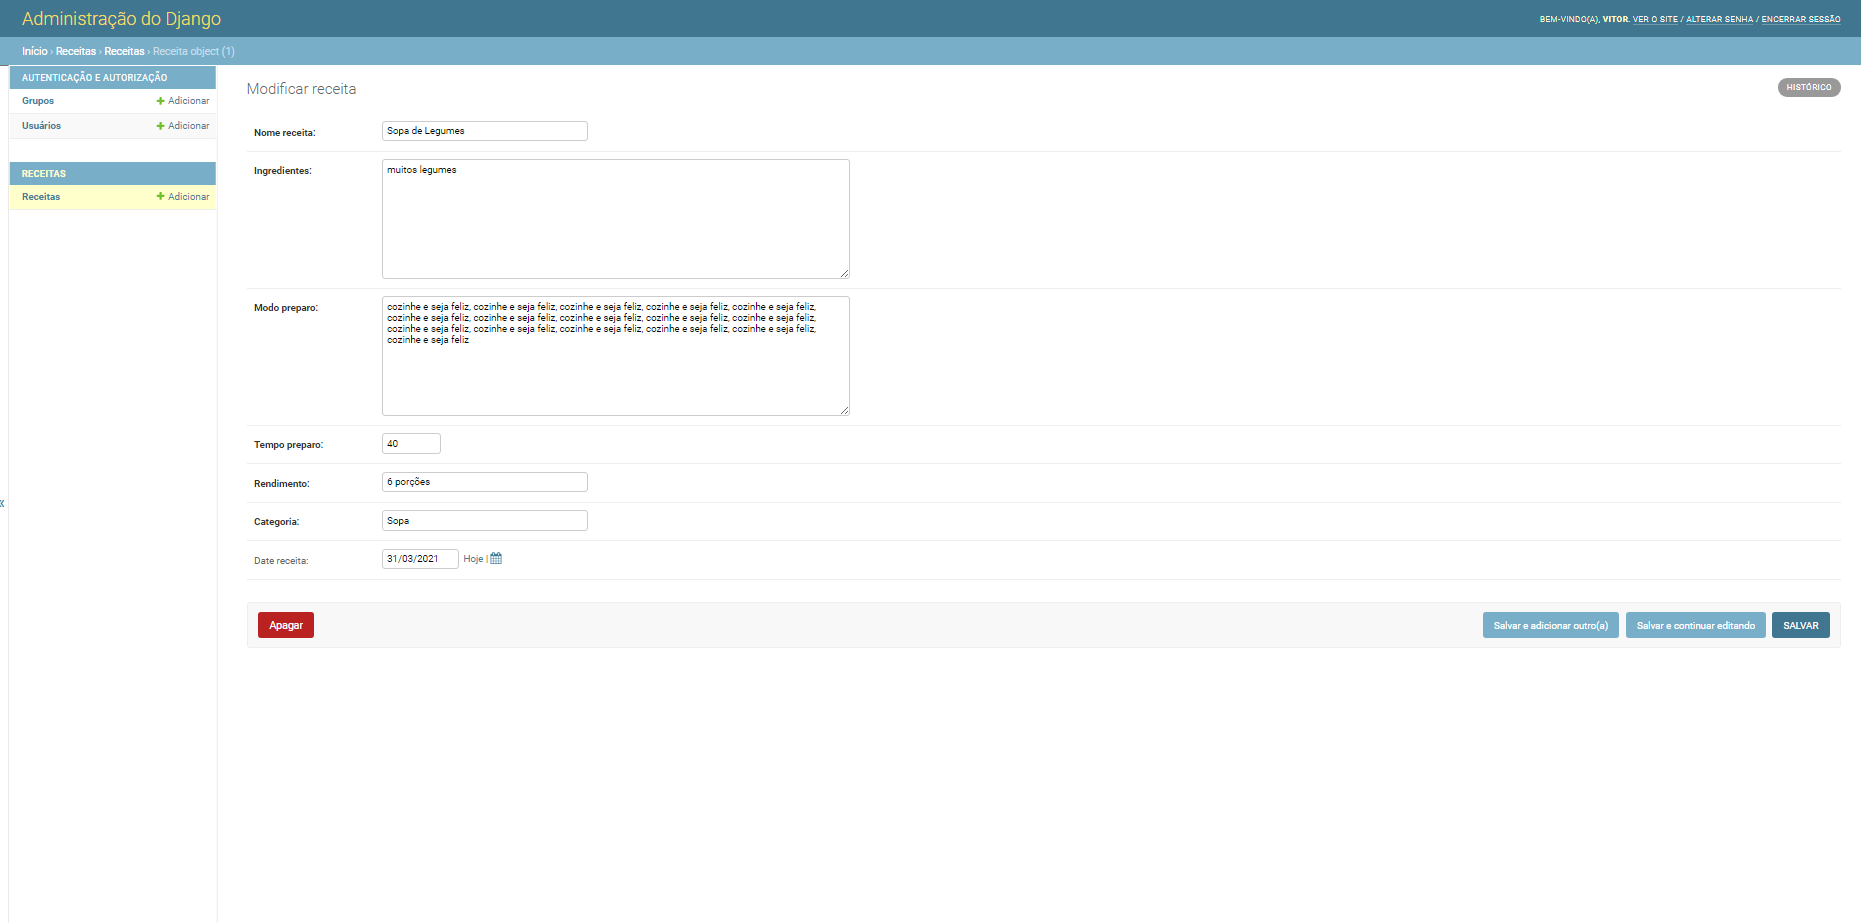 Administração do Django
BEM-VINDO(A), VITOR. VER O SITE / ALTERAR SENHA / ENCERRAR SESSÃO
Início › Receitas › Receitas › Receita object (1)
AUTENTICAÇÃO E AUTORIZAÇÃO
Grupos + Adicionar
Usuários + Adicionar
RECEITAS
Receitas + Adicionar
«
Modificar receita
HISTÓRICO
Nome receita: Sopa de Legumes
Ingredientes: muitos legumes
Modo preparo: cozinhe e seja feliz, cozinhe e seja feliz, cozinhe e seja feliz, cozinhe e seja feliz, cozinhe e seja feliz,
cozinhe e seja feliz, cozinhe e seja feliz, cozinhe e seja feliz, cozinhe e seja feliz, cozinhe e seja feliz,
cozinhe e seja feliz, cozinhe e seja feliz, cozinhe e seja feliz, cozinhe e seja feliz, cozinhe e seja feliz,
cozinhe e seja feliz
Tempo preparo: 40
Rendimento: 6 porções
Categoria: Sopa
Date receita: 31/03/2021 Hoje |
Apagar
Salvar e adicionar outro(a)
Salvar e continuar editando
SALVAR